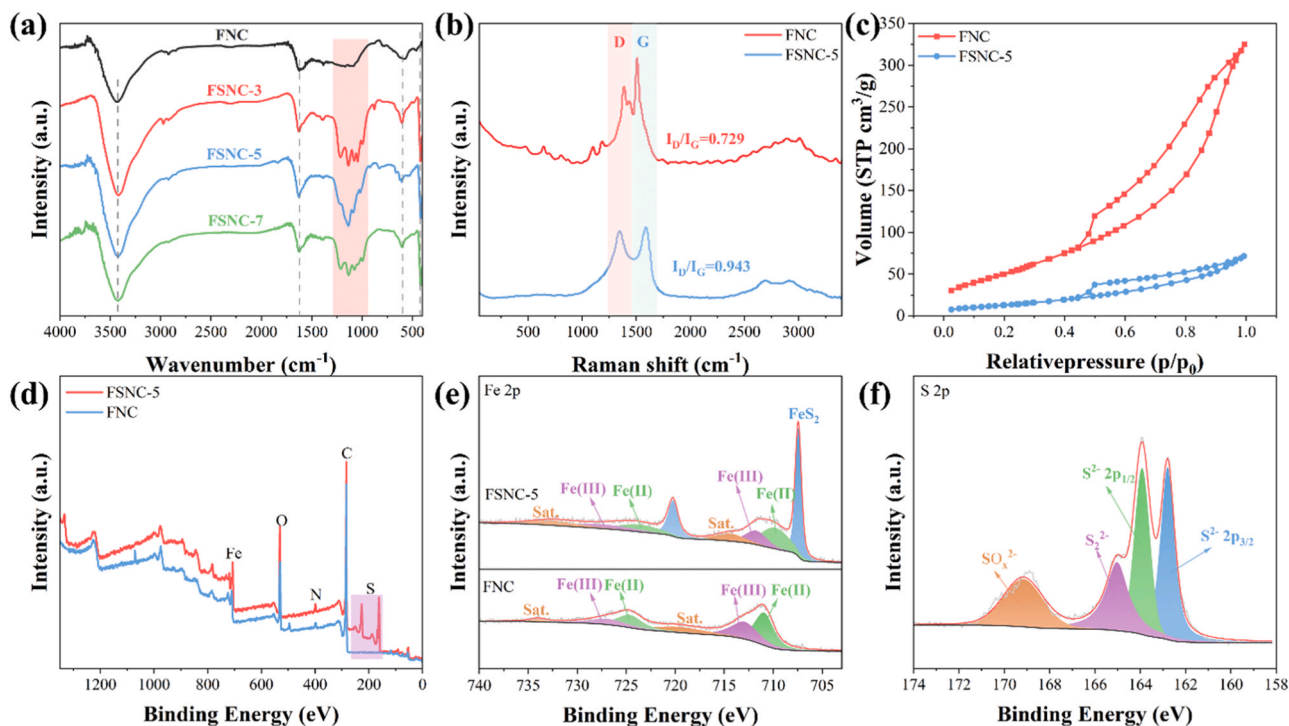 (a)
FNC
FSNC-3
FSNC-5
FSNC-7
Intensity (a.u.)
4000 3500 3000 2500 2000 1500 1000 500
Wavenumber (cm⁻¹)
(b)
D G
FNC
FSNC-5
I_D/I_G=0.729
I_D/I_G=0.943
Intensity (a.u.)
500 1000 1500 2000 2500 3000
Raman shift (cm⁻¹)
(c)
FNC
FSNC-5
Volume (STP cm³/g)
350
300
250
200
150
100
50
0
0.0 0.2 0.4 0.6 0.8 1.0
Relativepressure (p/p₀)
(d)
FSNC-5
FNC
C
O
Fe
N
S
Intensity (a.u.)
1200 1000 800 600 400 200 0
Binding Energy (eV)
(e)
Fe 2p
FeS₂
Fe(III)
Fe(II)
Fe(III)
Fe(II)
FSNC-5
Sat.
Sat.
FNC
Fe(III)
Fe(II)
Fe(III)
Fe(II)
Sat.
Sat.
Intensity (a.u.)
740 735 730 725 720 715 710 705
Binding Energy (eV)
(f)
S 2p
S²⁻ 2p₁/₂
S₂²⁻
S²⁻ 2p₃/₂
SOₓ²⁻
Intensity (a.u.)
174 172 170 168 166 164 162 160 158
Binding Energy (eV)